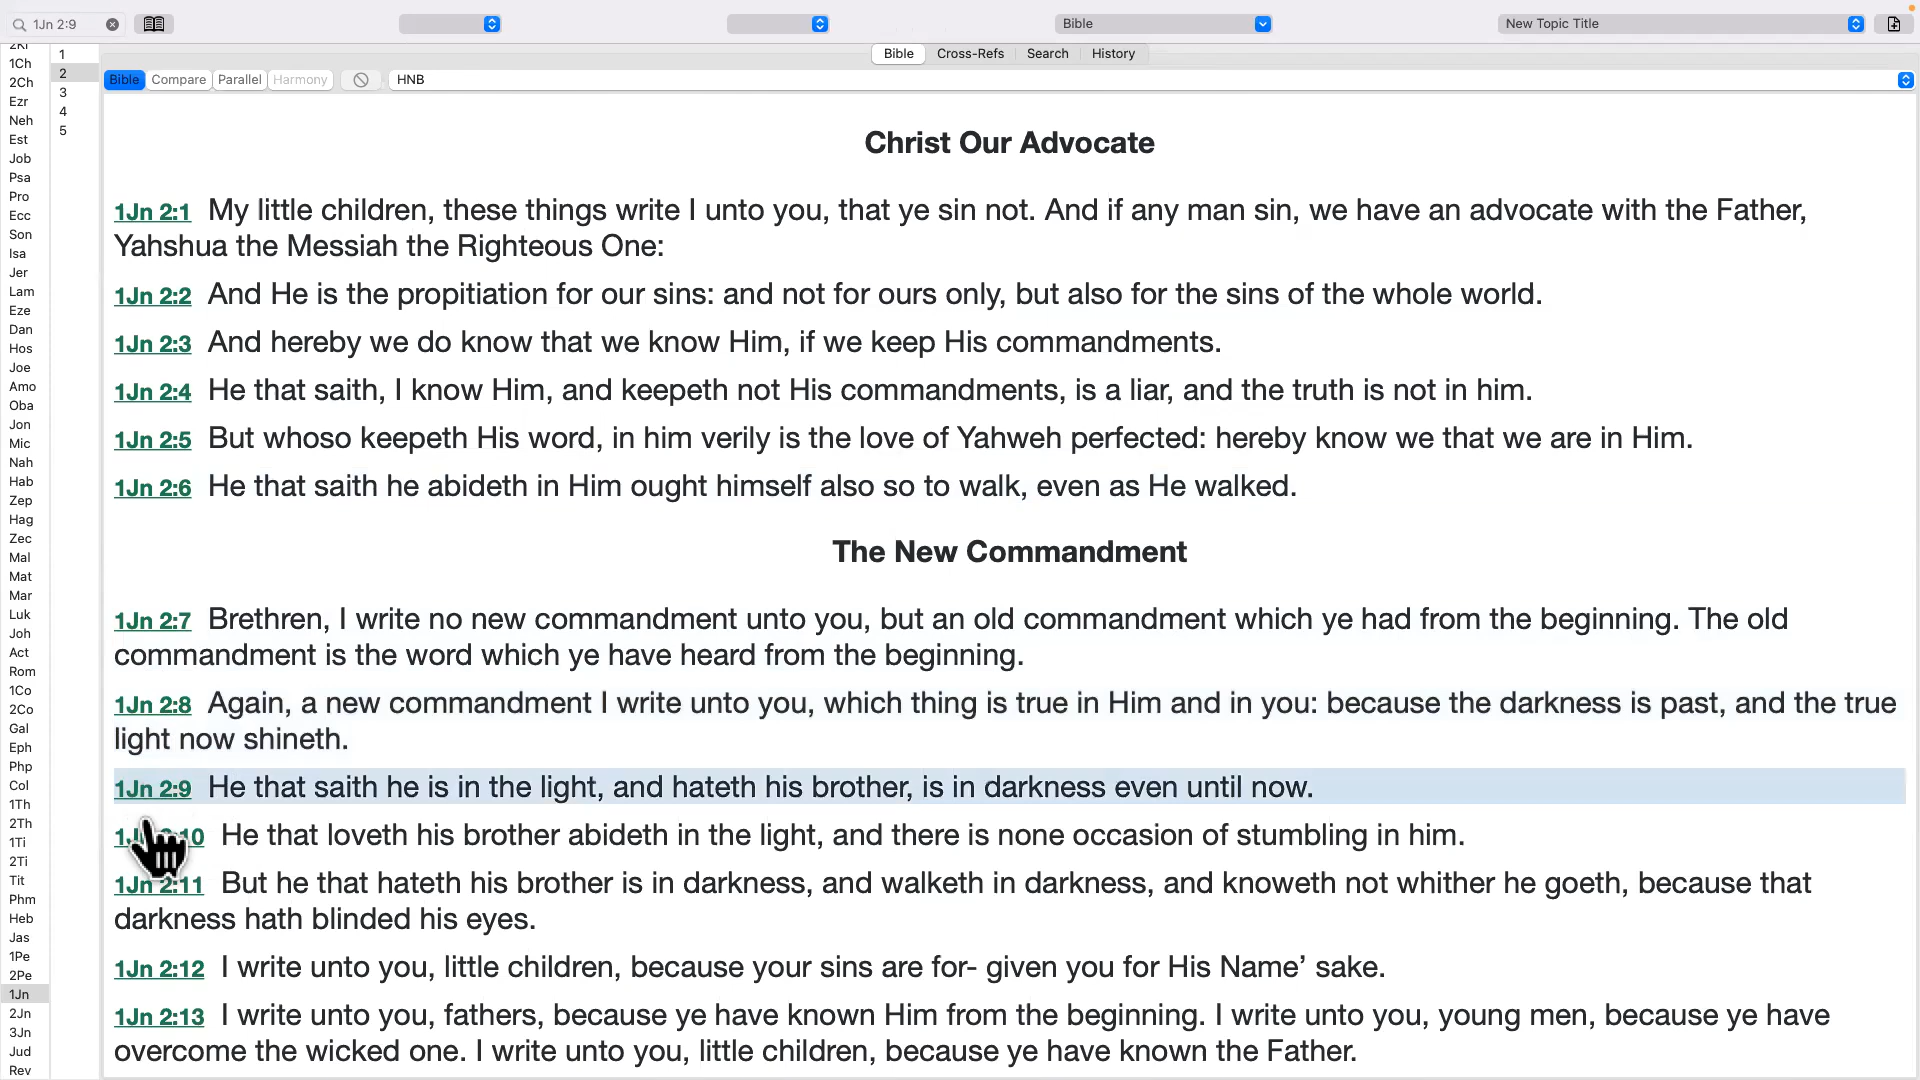 1Jn 2:9
Bible
New Topic Title
Bible
Cross-Refs
Search
History
Bible
Compare
Parallel
Harmony
HNB
2Ki
1Ch
2Ch
Ezr
Neh
Est
Job
Psa
Pro
Ecc
Son
Isa
Jer
Lam
Eze
Dan
Hos
Joe
Amo
Oba
Jon
Mic
Nah
Hab
Zep
Hag
Zec
Mal
Mat
Mar
Luk
Joh
Act
Rom
1Co
2Co
Gal
Eph
Php
Col
1Th
2Th
1Ti
2Ti
Tit
Phm
Heb
Jas
1Pe
2Pe
1Jn
2Jn
3Jn
Jud
Rev
1
2
3
4
5
Christ Our Advocate
1Jn 2:1 My little children, these things write I unto you, that ye sin not. And if any man sin, we have an advocate with the Father,
Yahshua the Messiah the Righteous One:
1Jn 2:2 And He is the propitiation for our sins: and not for ours only, but also for the sins of the whole world.
1Jn 2:3 And hereby we do know that we know Him, if we keep His commandments.
1Jn 2:4 He that saith, I know Him, and keepeth not His commandments, is a liar, and the truth is not in him.
1Jn 2:5 But whoso keepeth His word, in him verily is the love of Yahweh perfected: hereby know we that we are in Him.
1Jn 2:6 He that saith he abideth in Him ought himself also so to walk, even as He walked.
The New Commandment
1Jn 2:7 Brethren, I write no new commandment unto you, but an old commandment which ye had from the beginning. The old
commandment is the word which ye have heard from the beginning.
1Jn 2:8 Again, a new commandment I write unto you, which thing is true in Him and in you: because the darkness is past, and the true
light now shineth.
1Jn 2:9 He that saith he is in the light, and hateth his brother, is in darkness even until now.
10 He that loveth his brother abideth in the light, and there is none occasion of stumbling in him.
1Jn 2:11 But he that hateth his brother is in darkness, and walketh in darkness, and knoweth not whither he goeth, because that
darkness hath blinded his eyes.
1Jn 2:12 I write unto you, little children, because your sins are for- given you for His Name’ sake.
1Jn 2:13 I write unto you, fathers, because ye have known Him from the beginning. I write unto you, young men, because ye have
overcome the wicked one. I write unto you, little children, because ye have known the Father.